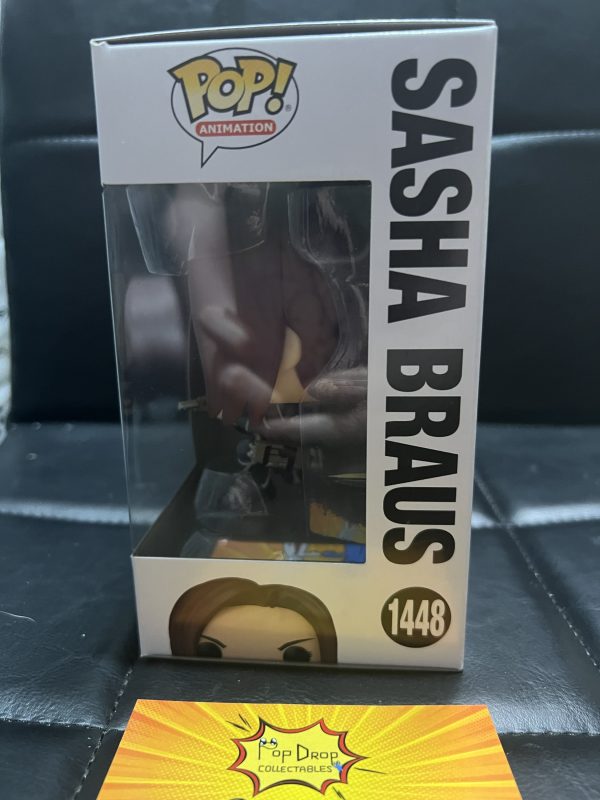 POP!®
ANIMATION
SASHA BRAUS
1448
POP DROP
COLLECTABLES